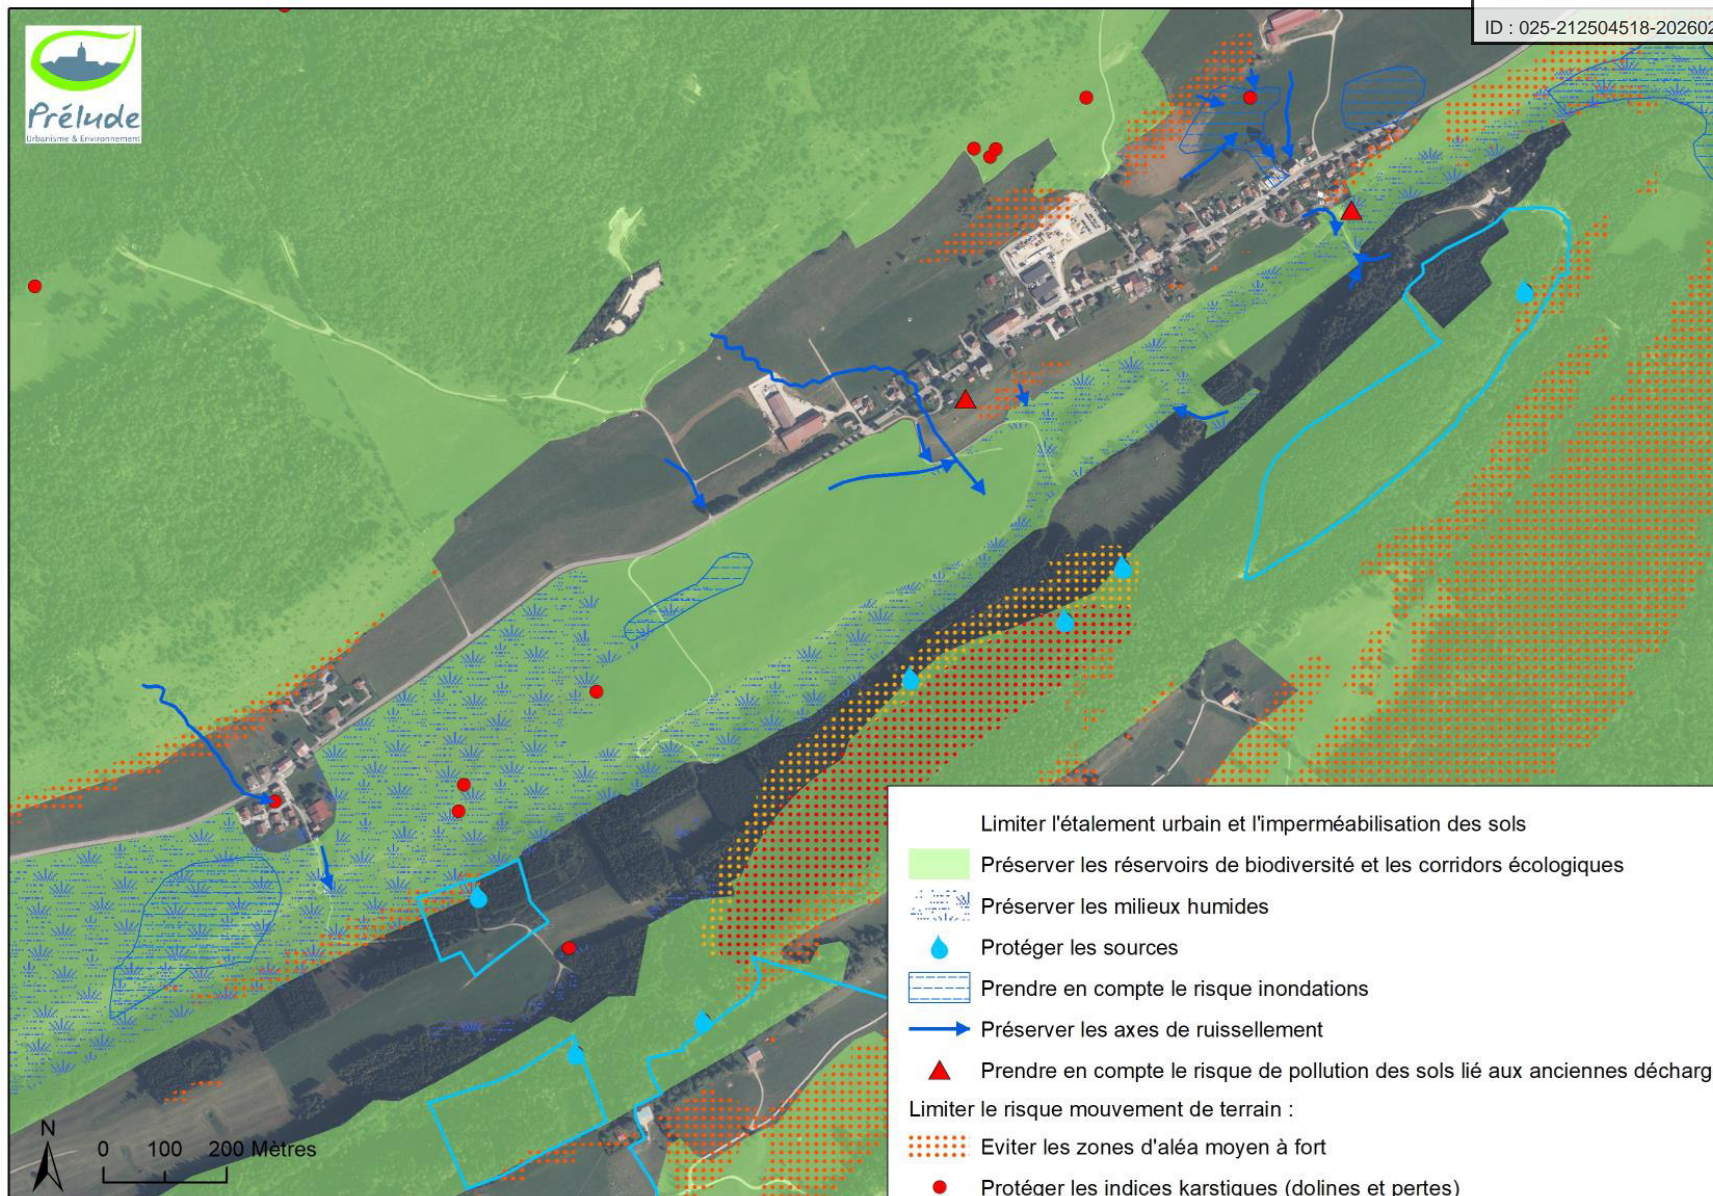 ID : 025-212504518-202602
Prélude
Urbanisme & Environnement
Limiter l'étalement urbain et l'imperméabilisation des sols
Préserver les réservoirs de biodiversité et les corridors écologiques
Préserver les milieux humides
Protéger les sources
Prendre en compte le risque inondations
Préserver les axes de ruissellement
Prendre en compte le risque de pollution des sols lié aux anciennes décharg
Limiter le risque mouvement de terrain :
Eviter les zones d'aléa moyen à fort
Protéger les indices karstiques (dolines et pertes)
N
0 100 200 Mètres